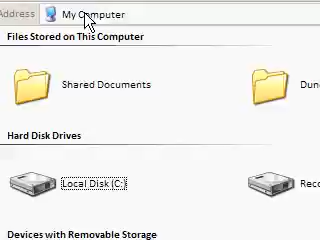 Address My Computer
Files Stored on This Computer
Shared Documents
Hard Disk Drives
Local Disk (C:)
Devices with Removable Storage